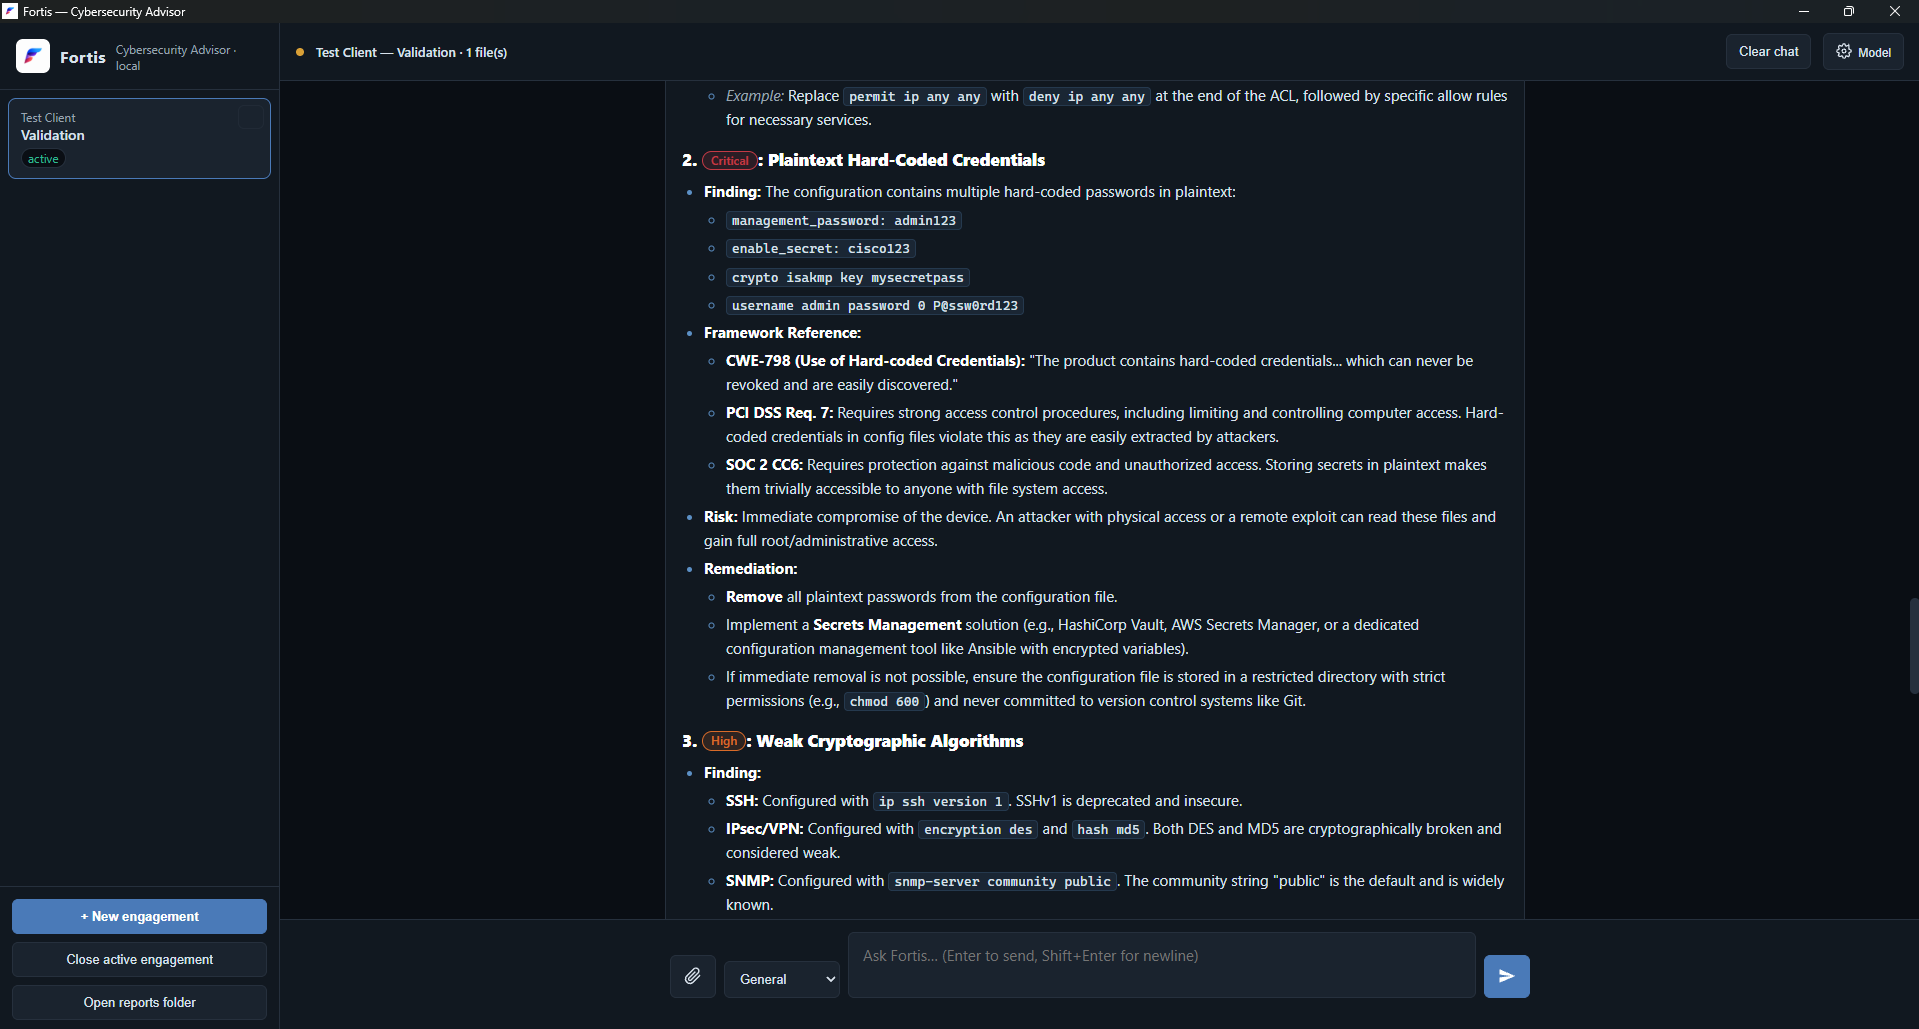 Fortis — Cybersecurity Advisor
Fortis
Cybersecurity Advisor ·
local
Test Client — Validation · 1 file(s)
Clear chat
Model
Test Client
Validation
active
Example: Replace permit ip any any with deny ip any any at the end of the ACL, followed by specific allow rules
for necessary services.
2. Critical: Plaintext Hard-Coded Credentials
Finding: The configuration contains multiple hard-coded passwords in plaintext:
management_password: admin123
enable_secret: cisco123
crypto isakmp key mysecretpass
username admin password 0 P@ssw0rd123
Framework Reference:
CWE-798 (Use of Hard-coded Credentials): "The product contains hard-coded credentials... which can never be
revoked and are easily discovered."
PCI DSS Req. 7: Requires strong access control procedures, including limiting and controlling computer access. Hard-
coded credentials in config files violate this as they are easily extracted by attackers.
SOC 2 CC6: Requires protection against malicious code and unauthorized access. Storing secrets in plaintext makes
them trivially accessible to anyone with file system access.
Risk: Immediate compromise of the device. An attacker with physical access or a remote exploit can read these files and
gain full root/administrative access.
Remediation:
Remove all plaintext passwords from the configuration file.
Implement a Secrets Management solution (e.g., HashiCorp Vault, AWS Secrets Manager, or a dedicated
configuration management tool like Ansible with encrypted variables).
If immediate removal is not possible, ensure the configuration file is stored in a restricted directory with strict
permissions (e.g., chmod 600) and never committed to version control systems like Git.
3. High: Weak Cryptographic Algorithms
Finding:
SSH: Configured with ip ssh version 1. SSHv1 is deprecated and insecure.
IPsec/VPN: Configured with encryption des and hash md5. Both DES and MD5 are cryptographically broken and
considered weak.
SNMP: Configured with snmp-server community public. The community string "public" is the default and is widely
known.
+ New engagement
Close active engagement
Open reports folder
General
Ask Fortis... (Enter to send, Shift+Enter for newline)